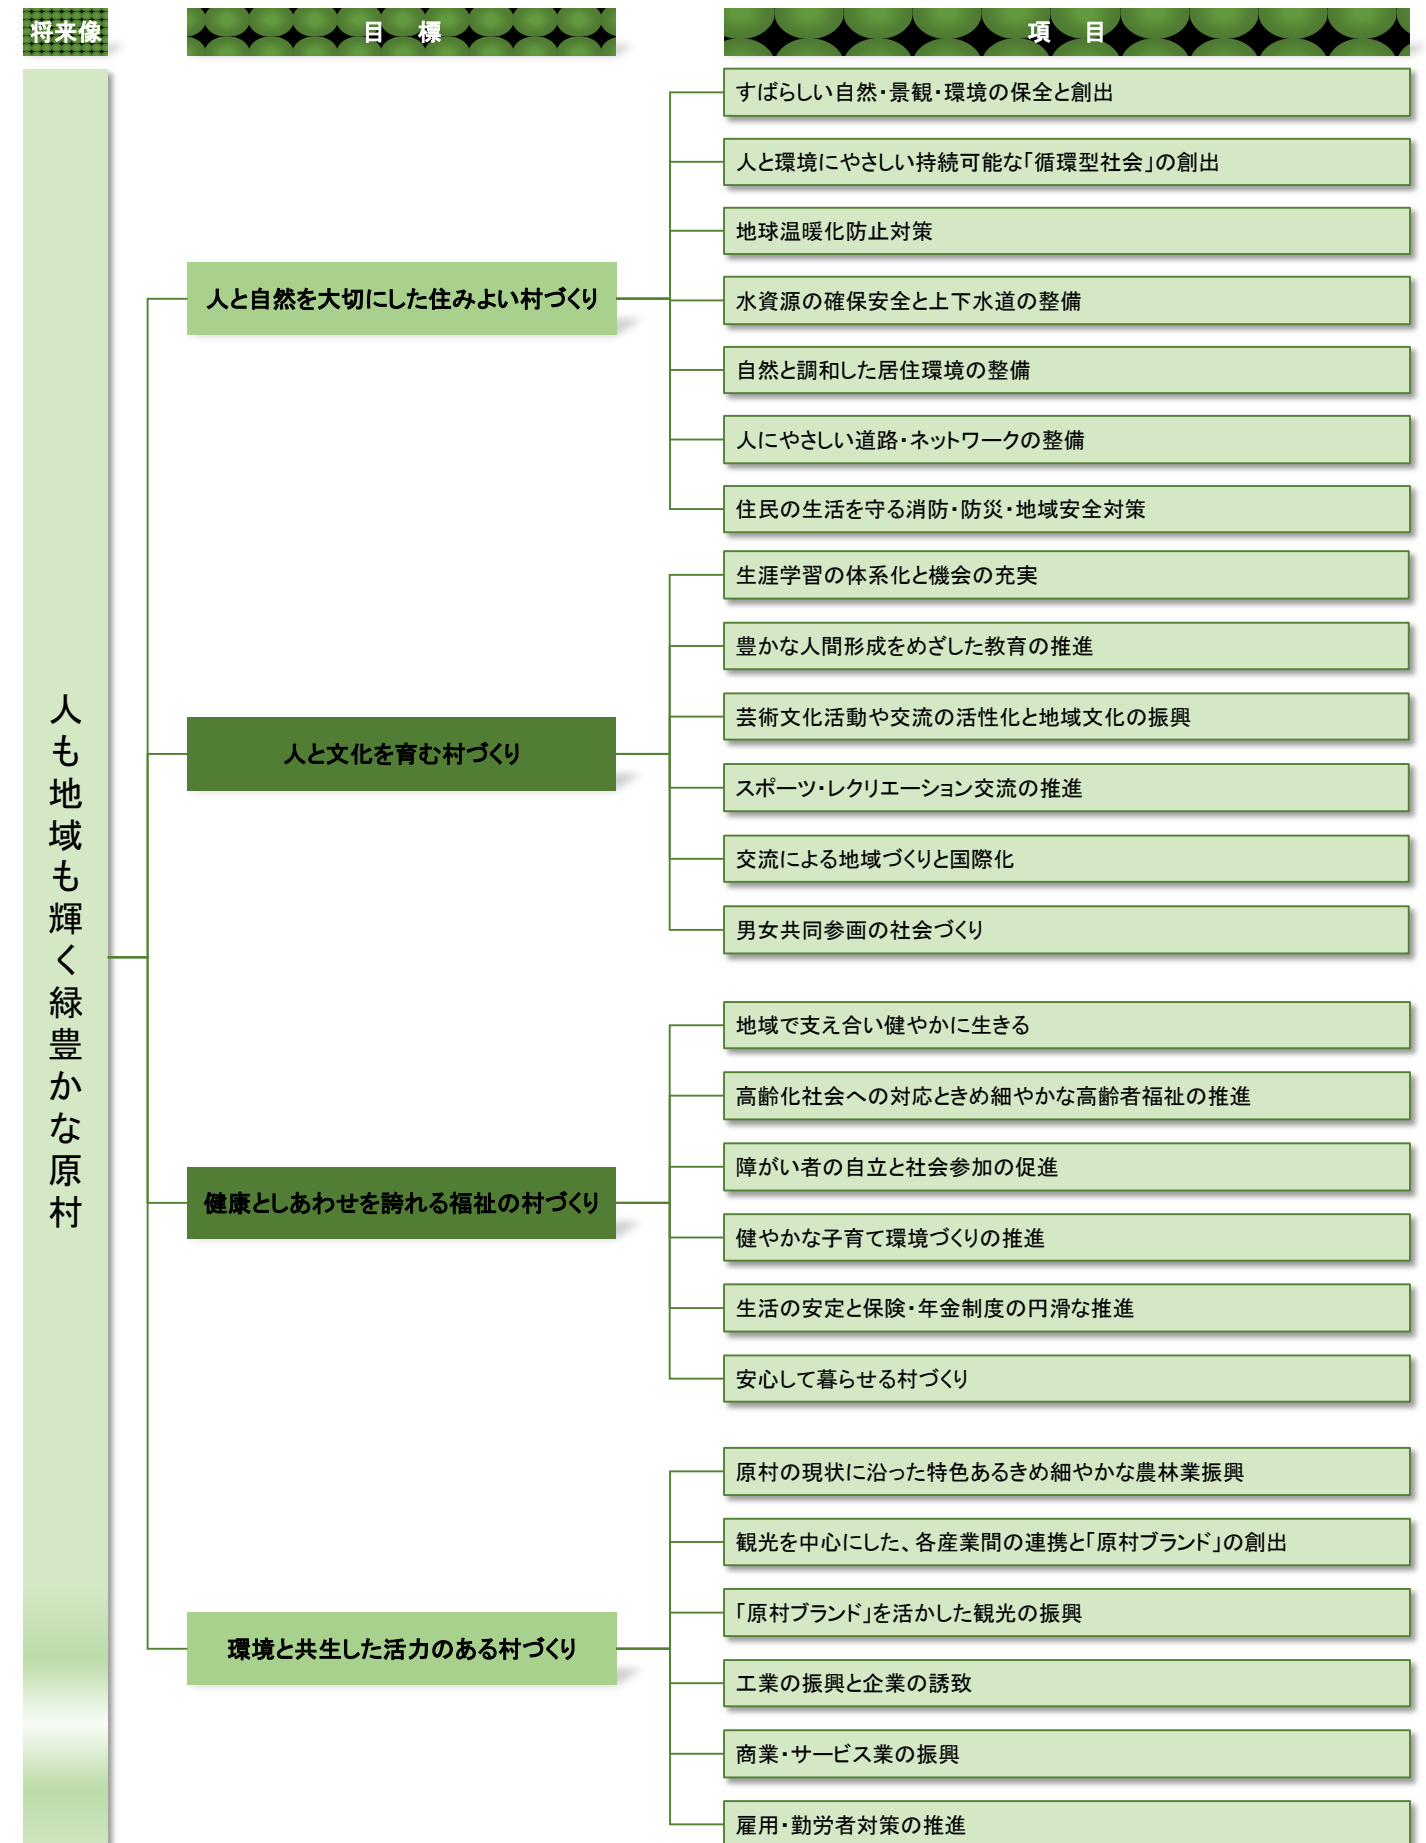 将来像
目 標
項 目
人も地域も輝く緑豊かな原村
人と自然を大切にした住みよい村づくり
すばらしい自然・景観・環境の保全と創出
人と環境にやさしい持続可能な「循環型社会」の創出
地球温暖化防止対策
水資源の確保安全と上下水道の整備
自然と調和した居住環境の整備
人にやさしい道路・ネットワークの整備
住民の生活を守る消防・防災・地域安全対策
人と文化を育む村づくり
生涯学習の体系化と機会の充実
豊かな人間形成をめざした教育の推進
芸術文化活動や交流の活性化と地域文化の振興
スポーツ・レクリエーション交流の推進
交流による地域づくりと国際化
男女共同参画の社会づくり
健康としあわせを誇れる福祉の村づくり
地域で支え合い健やかに生きる
高齢化社会への対応ときめ細やかな高齢者福祉の推進
障がい者の自立と社会参加の促進
健やかな子育て環境づくりの推進
生活の安定と保険・年金制度の円滑な推進
安心して暮らせる村づくり
環境と共生した活力のある村づくり
原村の現状に沿った特色あるきめ細やかな農林業振興
観光を中心にした、各産業間の連携と「原村ブランド」の創出
「原村ブランド」を活かした観光の振興
工業の振興と企業の誘致
商業・サービス業の振興
雇用・勤労者対策の推進